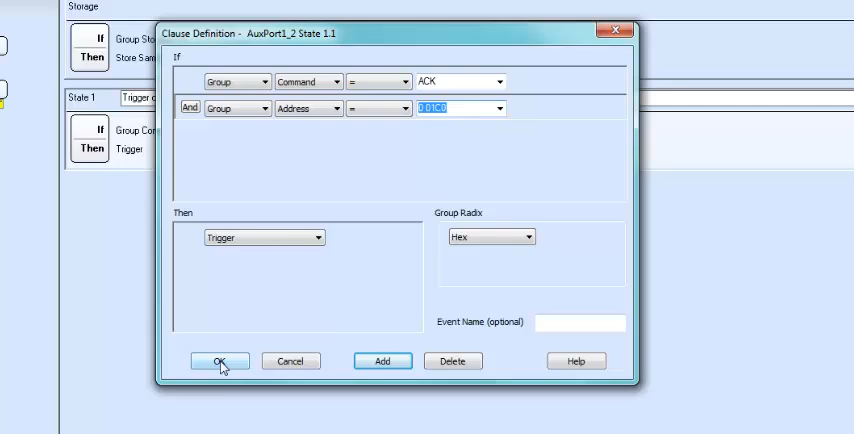 Storage
If
Then
Group Sto
Store Sam
State 1
Trigger o
If
Then
Group Con
Trigger
Clause Definition - AuxPort1_2 State 1.1
If
Group
Command
=
ACK
And
Group
Address
=
0 01C0
Then
Trigger
Group Radix
Hex
Event Name (optional)
OK
Cancel
Add
Delete
Help